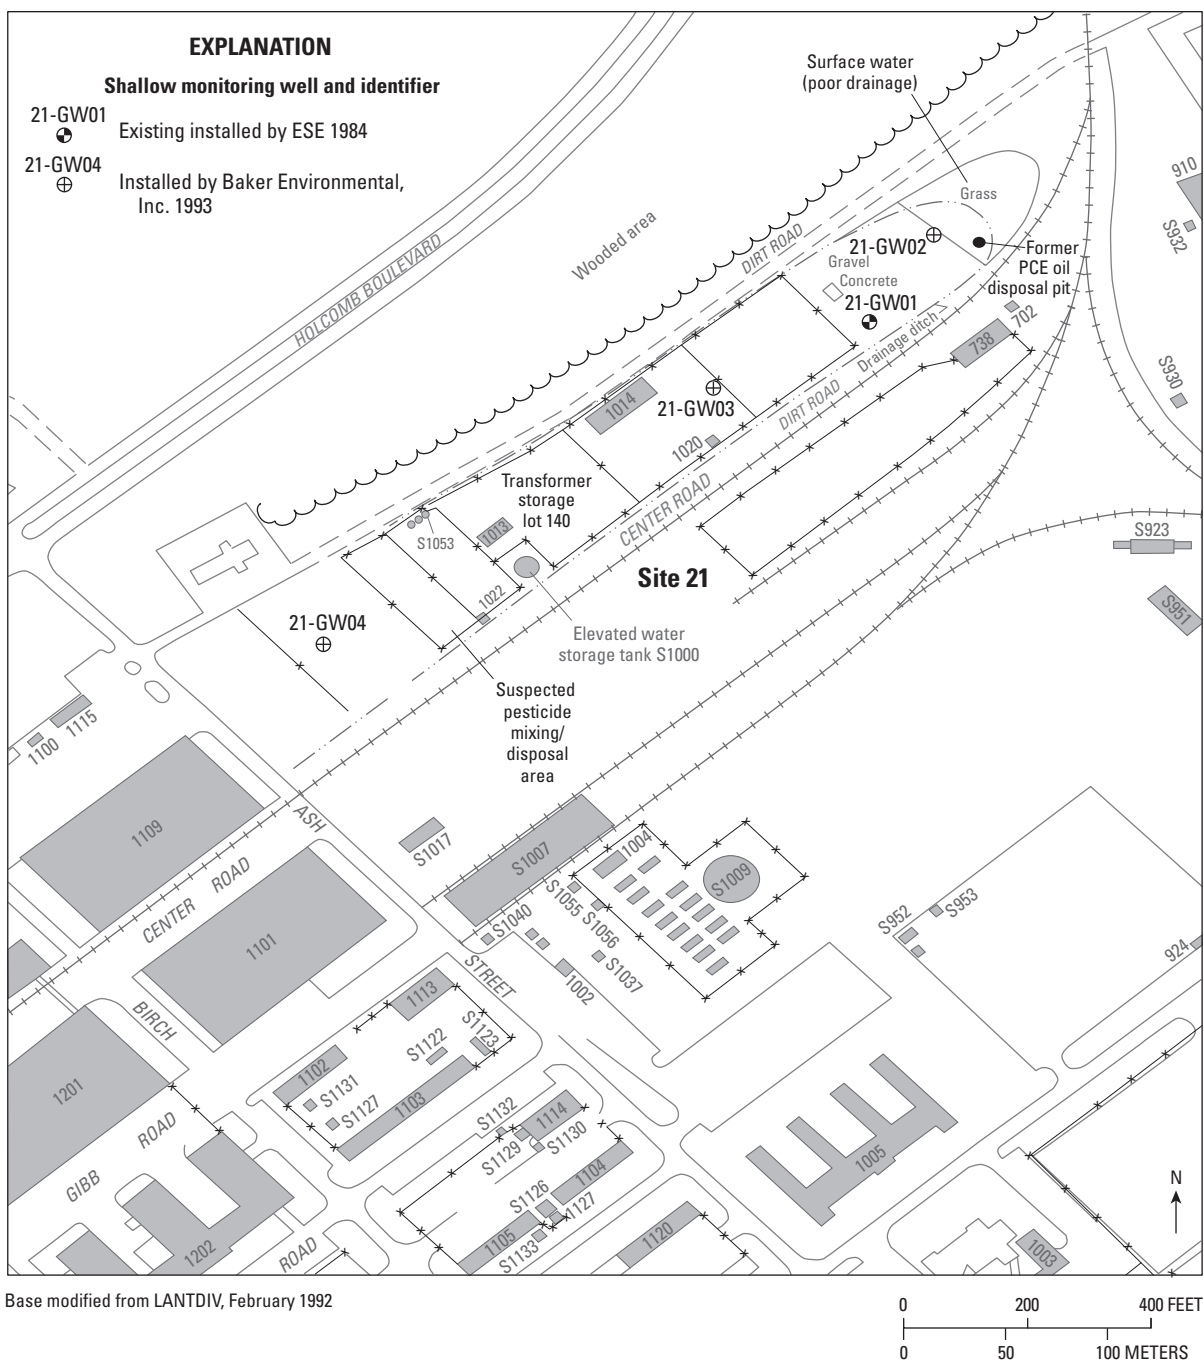 EXPLANATION
Shallow monitoring well and identifier
21-GW01
Existing installed by ESE 1984
21-GW04
Installed by Baker Environmental,
Inc. 1993
HOLCOMB BOULEVARD
Wooded area
Surface water
(poor drainage)
DIRT ROAD
Grass
910
S932
21-GW02
Former
PCE oil
disposal pit
Gravel
Concrete
21-GW01
Drainage ditch
702
738
S930
1014
21-GW03
DIRT ROAD
1020
CENTER ROAD
Transformer
storage
lot 140
1013
S1053
S923
Site 21
S951
1022
21-GW04
Elevated water
storage tank S1000
Suspected
pesticide
mixing/
disposal
area
1115
1100
ASH
1109
S1017
S1007
1004
S1009
CENTER ROAD
S1055
S1056
S1040
S1037
1002
S953
S952
924
1101
STREET
BIRCH
1113
S1123
S1122
1102
S1131
S1127
1103
1201
ROAD
GIBB
S1132
1114
S1130
S1129
1104
S1126
1127
1105
S1133
1120
1005
1202
ROAD
1003
N
Base modified from LANTDIV, February 1992
0 200 400 FEET
0 50 100 METERS